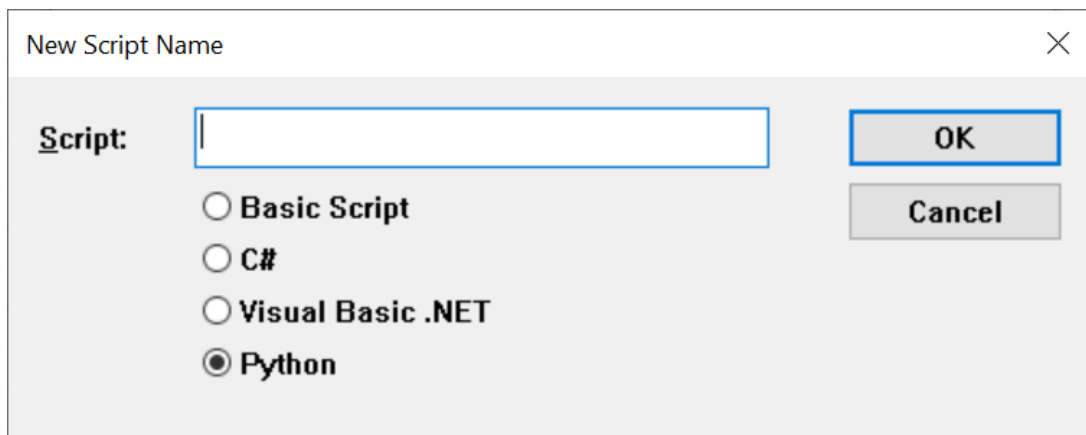 New Script Name
Script:
OK
Basic Script
Cancel
C#
Visual Basic .NET
Python